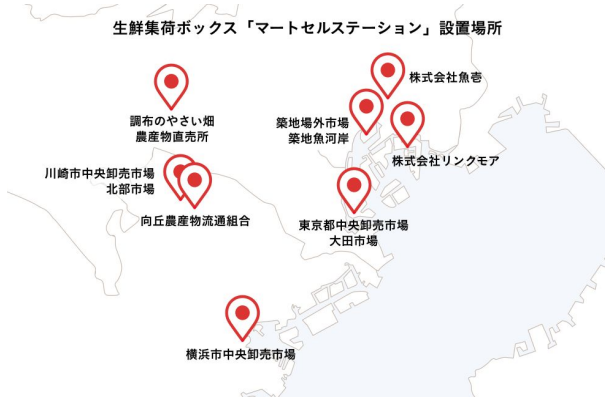 生鮮集荷ボックス「マートセルステーション」設置場所
株式会社魚壱
調布のやさい畑
農産物直売所
築地場外市場
築地魚河岸
株式会社リンクモア
川崎市中央卸売市場
北部市場
向丘農産物流通組合
東京都中央卸売市場
大田市場
横浜市中央卸売市場